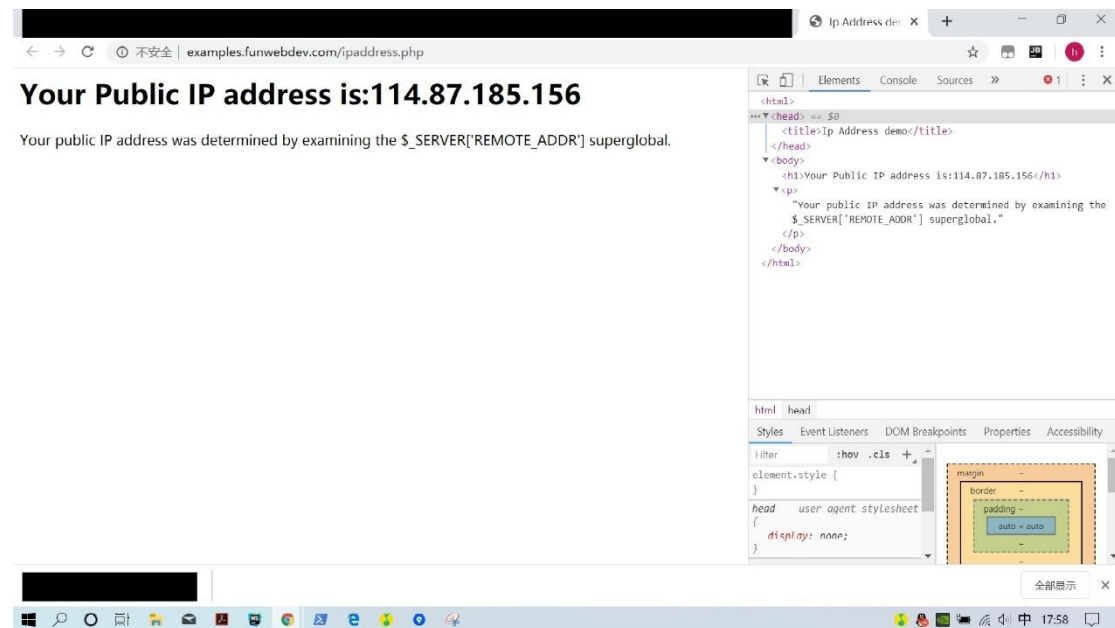 Ip Address der
不安全 | examples.funwebdev.com/ipaddress.php
h
Your Public IP address is:114.87.185.156
Your public IP address was determined by examining the $_SERVER['REMOTE_ADDR'] superglobal.
Elements Console Sources » 1
<html>
<head> == $0
<title>Ip Address demo</title>
</head>
<body>
<h1>Your Public IP address is:114.87.185.156</h1>
<p>
"Your public IP address was determined by examining the
$_SERVER['REMOTE_ADDR'] superglobal."
</p>
</body>
</html>
html head
Styles Event Listeners DOM Breakpoints Properties Accessibility
Filter :hov .cls +
element.style {
}
head user agent stylesheet
{
display: none;
}
margin -
border -
padding -
auto × auto
-
-
全部显示
中 17:58